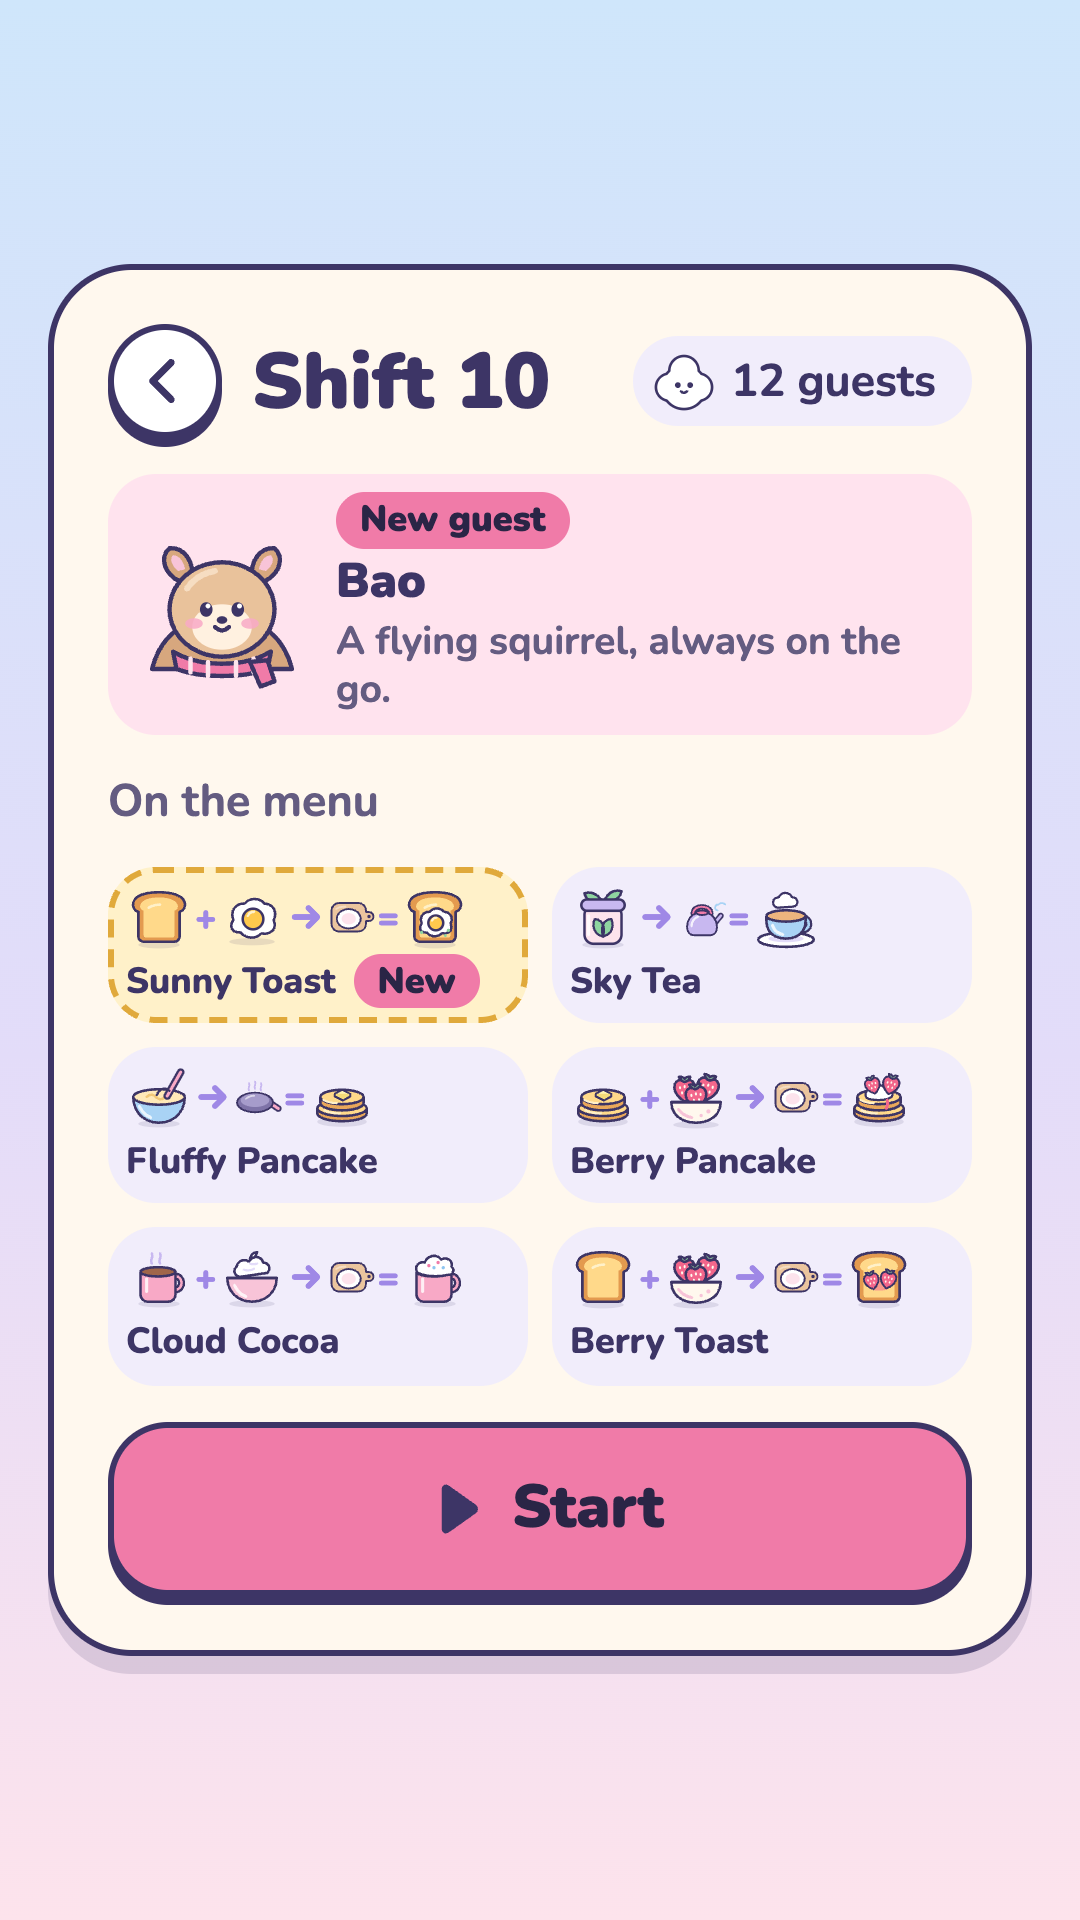 Shift 10
12 guests
New guest
Bao
A flying squirrel, always on the
go.
On the menu
+ =
Sunny Toast New
=
Sky Tea
=
Fluffy Pancake
+ =
Berry Pancake
+ =
Cloud Cocoa
+ =
Berry Toast
Start